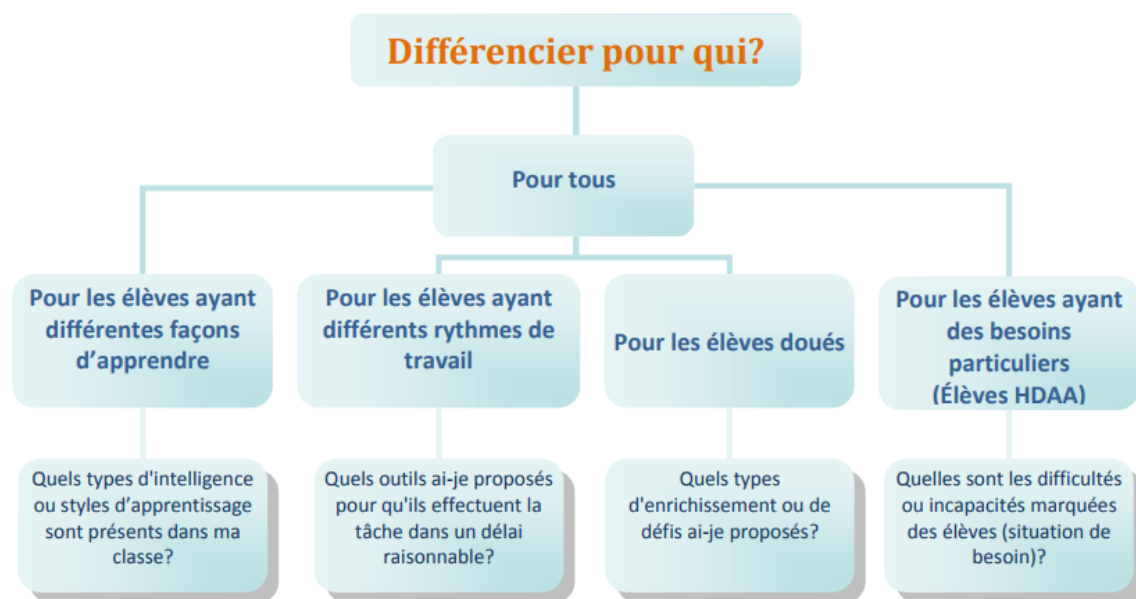 Différencier pour qui?
Pour tous
Pour les élèves ayant
différentes façons
d’apprendre
Pour les élèves ayant
différents rythmes de
travail
Pour les élèves doués
Pour les élèves ayant
des besoins
particuliers
(Élèves HDAA)
Quels types d'intelligence
ou styles d’apprentissage
sont présents dans ma
classe?
Quels outils ai-je proposés
pour qu'ils effectuent la
tâche dans un délai
raisonnable?
Quels types
d'enrichissement ou de
défis ai-je proposés?
Quelles sont les difficultés
ou incapacités marquées
des élèves (situation de
besoin)?